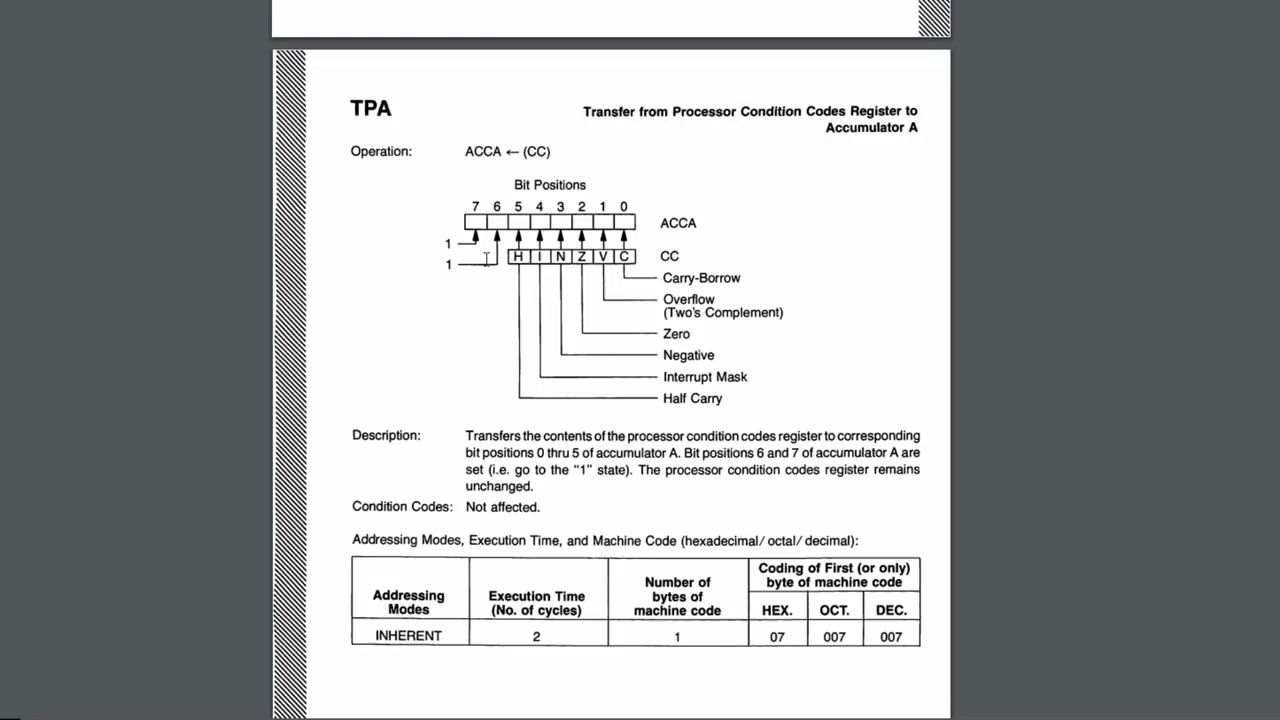 TPA
Transfer from Processor Condition Codes Register to
Accumulator A
Operation: ACCA ← (CC)
Bit Positions
7 6 5 4 3 2 1 0
ACCA
1
1
H I N Z V C
CC
Carry-Borrow
Overflow
(Two's Complement)
Zero
Negative
Interrupt Mask
Half Carry
Description: Transfers the contents of the processor condition codes register to corresponding
bit positions 0 thru 5 of accumulator A. Bit positions 6 and 7 of accumulator A are
set (i.e. go to the "1" state). The processor condition codes register remains
unchanged.
Condition Codes: Not affected.
Addressing Modes, Execution Time, and Machine Code (hexadecimal/ octal/ decimal):
Addressing
Modes
Execution Time
(No. of cycles)
Number of
bytes of
machine code
Coding of First (or only)
byte of machine code
HEX. OCT. DEC.
INHERENT 2 1 07 007 007